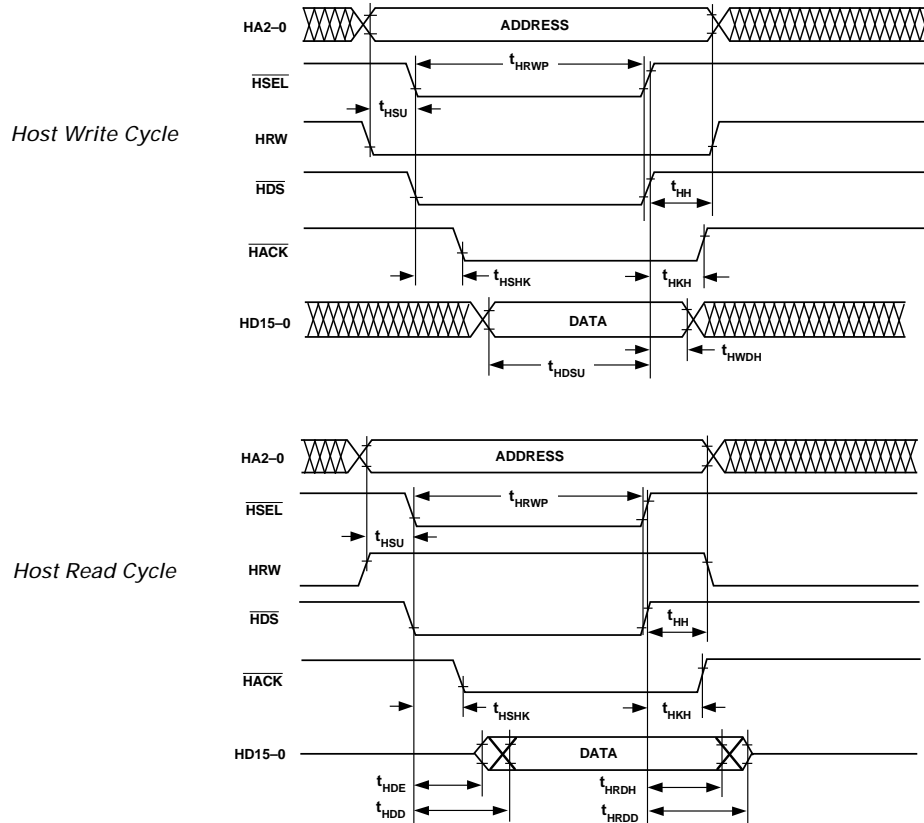 HA2–0
ADDRESS
tHRWP
HSEL
tHSU
Host Write Cycle
HRW
HDS
tHH
HACK
tHSHK
tHKH
HD15–0
DATA
tHWDH
tHDSU
HA2–0
ADDRESS
tHRWP
HSEL
tHSU
Host Read Cycle
HRW
HDS
tHH
HACK
tHSHK
tHKH
HD15–0
DATA
tHDE
tHRDH
tHDD
tHRDD